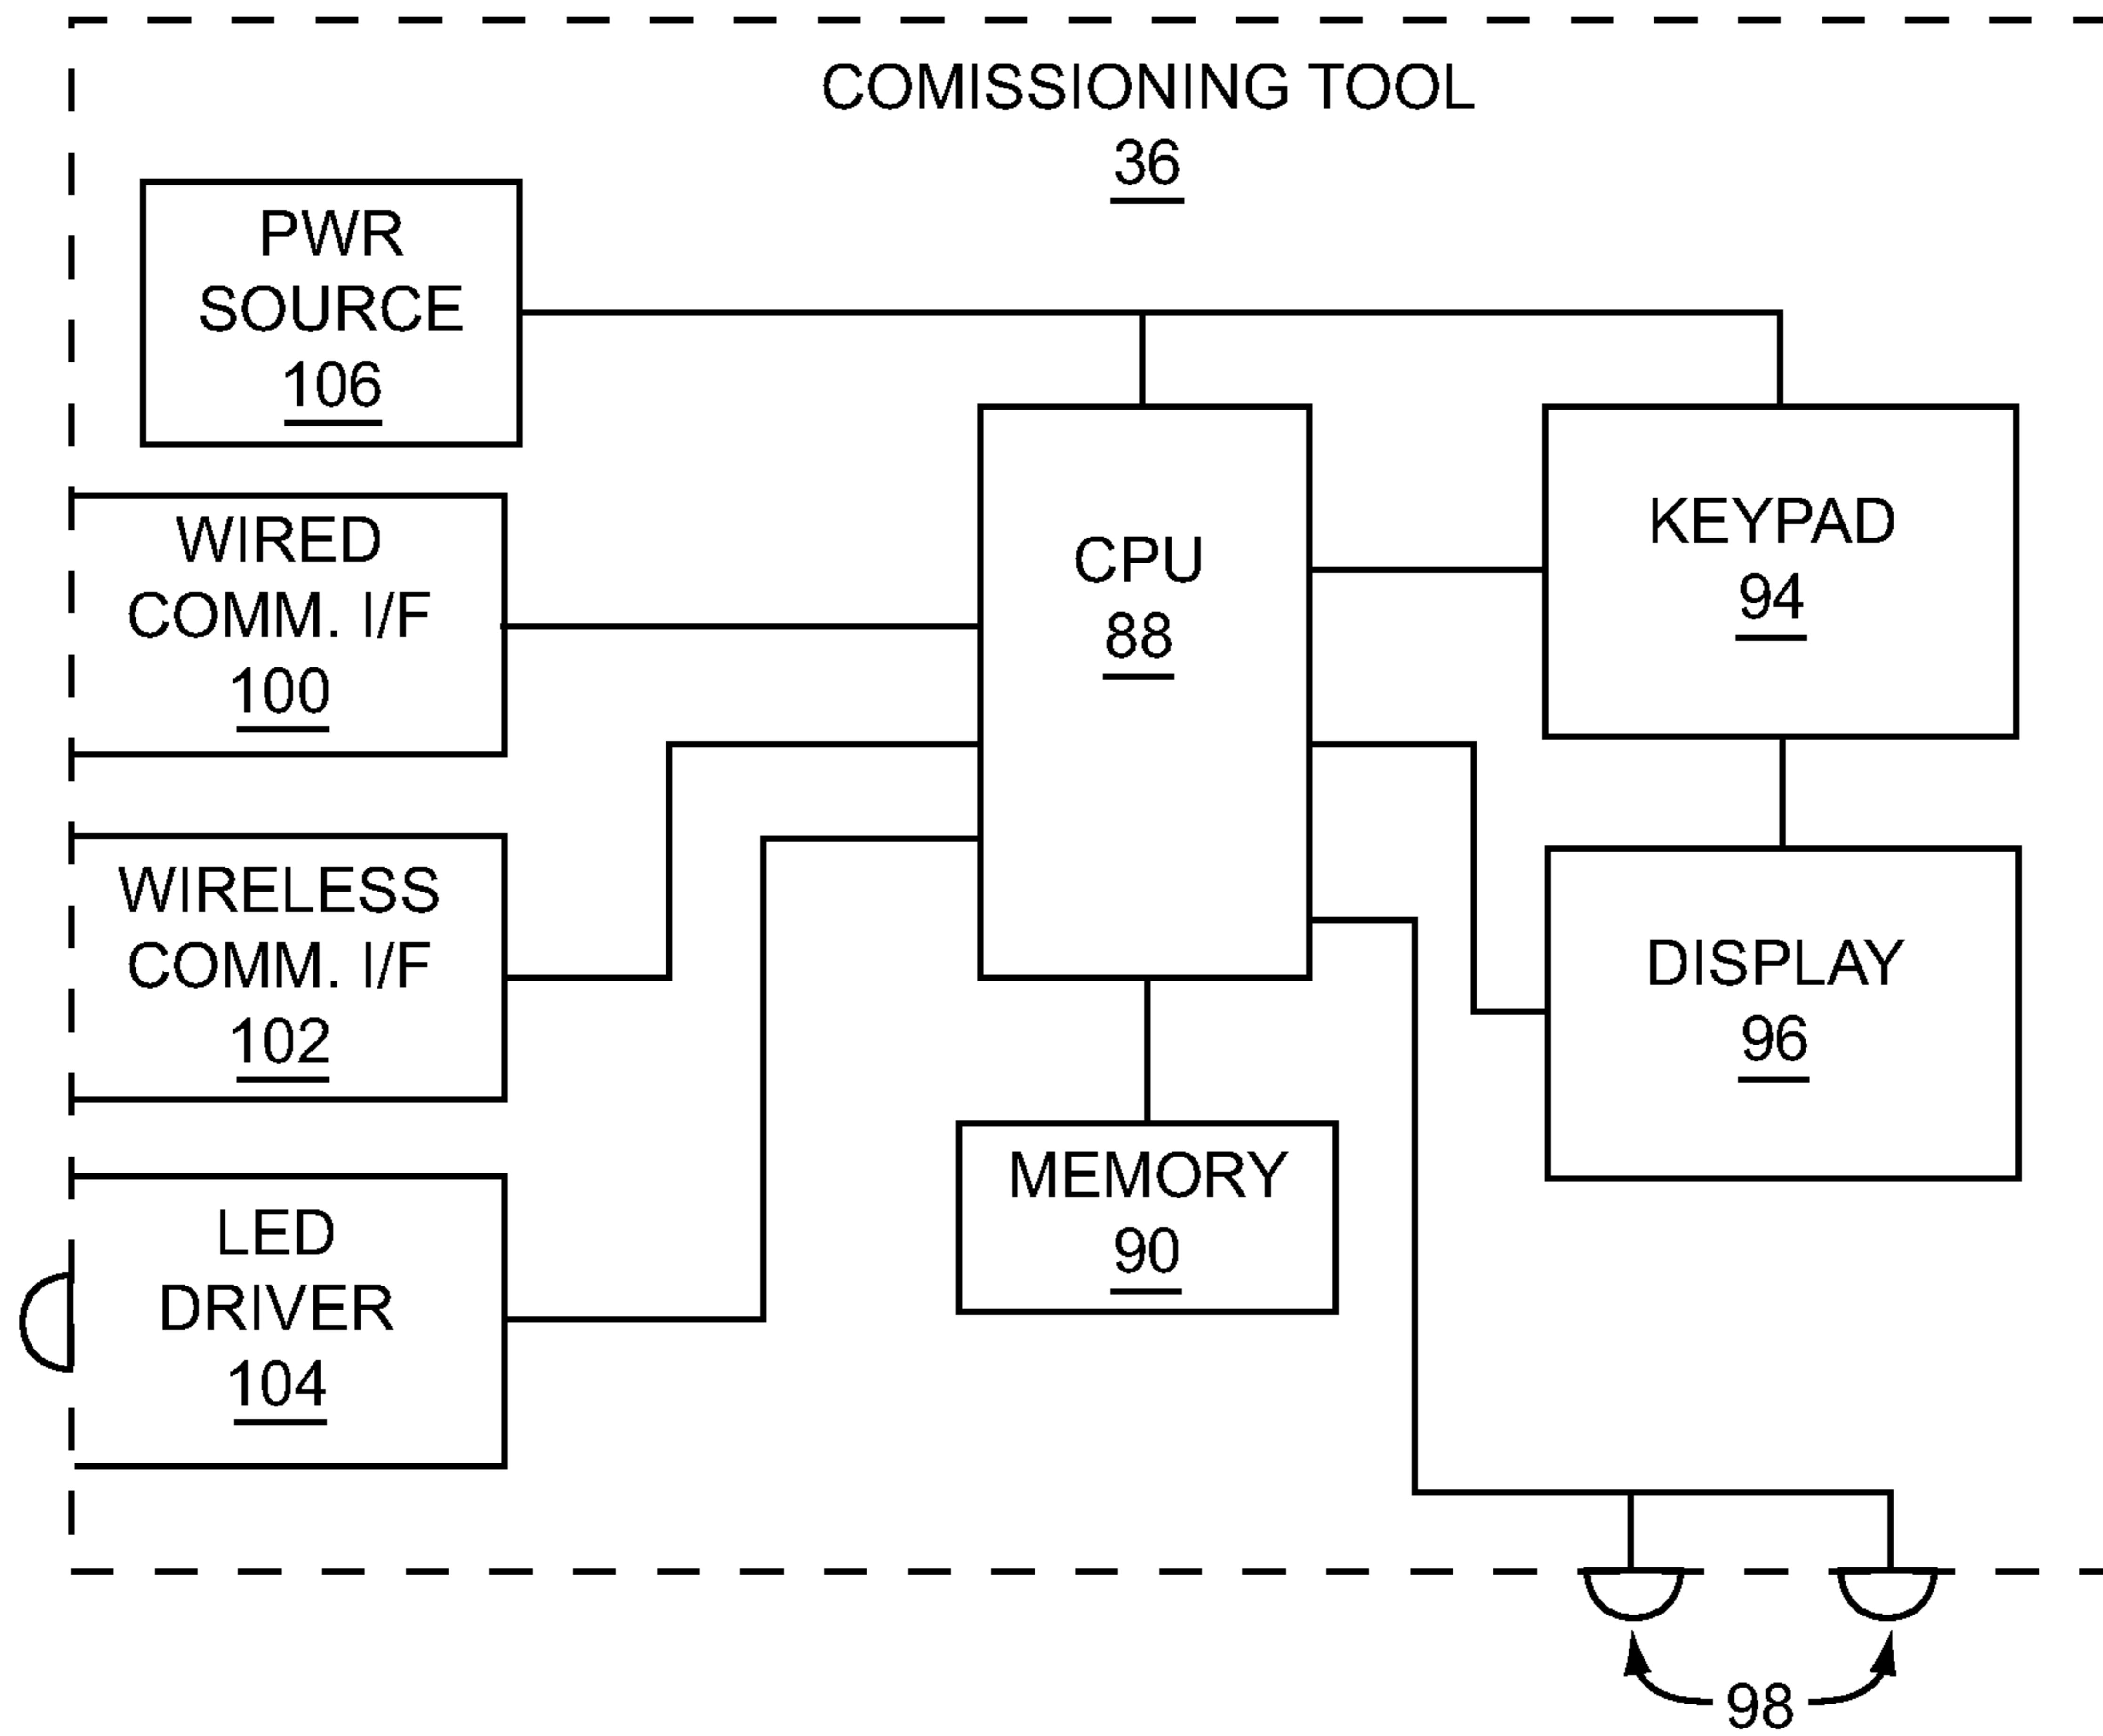 COMISSIONING TOOL
36
PWR
SOURCE
106
WIRED
COMM. I/F
100
WIRELESS
COMM. I/F
102
LED
DRIVER
104
CPU
88
MEMORY
90
KEYPAD
94
DISPLAY
96
98